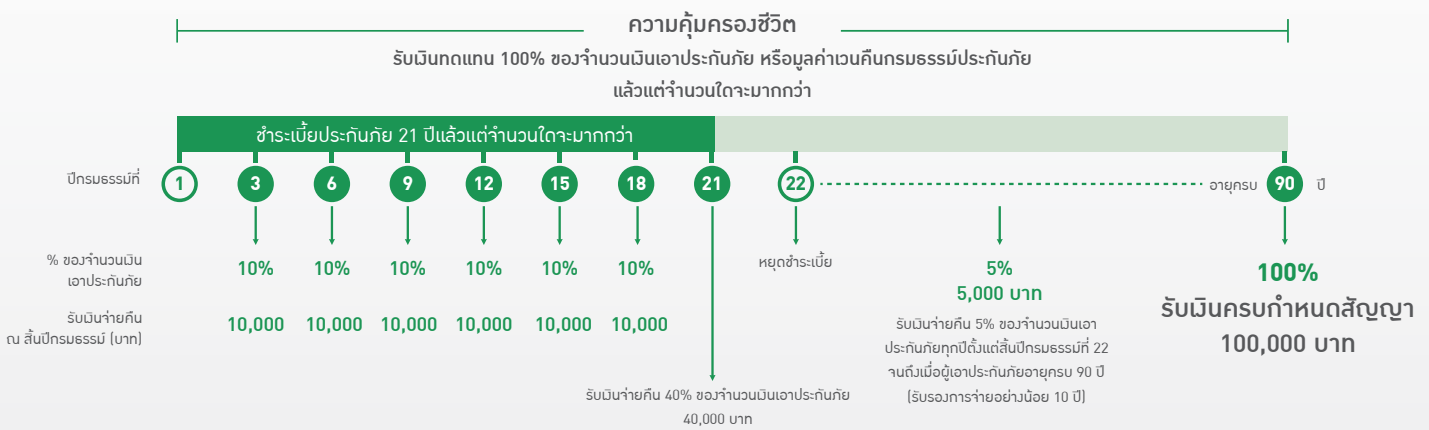 ความคุ้มครองชีวิต
รับเงินทดแทน 100% ของจำนวนเงินเอาประกันภัย หรือมูลค่าเวนคืนกรมธรรม์ประกันภัย
แล้วแต่จำนวนใดจะมากกว่า
ชำระเบี้ยประกันภัย 21 ปีแล้วแต่จำนวนใดจะมากกว่า
ปีกรมธรรม์ที่ 1 3 6 9 12 15 18 21 22 อายุครบ 90 ปี
% ของจำนวนเงิน
เอาประกันภัย
10% 10% 10% 10% 10% 10%
รับเงินจ่ายคืน
ณ สิ้นปีกรมธรรม์ (บาท)
10,000 10,000 10,000 10,000 10,000 10,000
รับเงินจ่ายคืน 40% ของจำนวนเงินเอาประกันภัย
40,000 บาท
หยุดชำระเบี้ย
5%
5,000 บาท
รับเงินจ่ายคืน 5% ของจำนวนเงินเอา
ประกันภัยทุกปีตั้งแต่สิ้นปีกรมธรรม์ที่ 22
จนถึงเมื่อผู้เอาประกันภัยอายุครบ 90 ปี
(รับรองการจ่ายอย่างน้อย 10 ปี)
100%
รับเงินครบกำหนดสัญญา
100,000 บาท